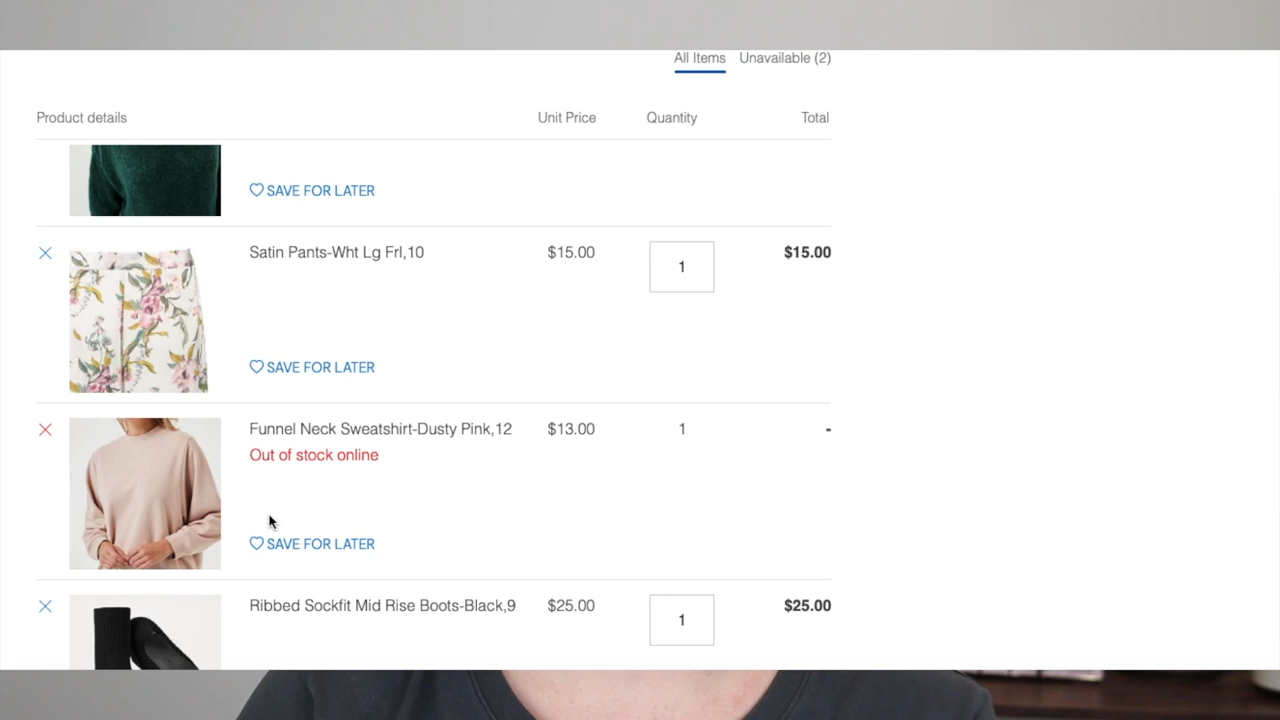 All Items Unavailable (2)
Product details Unit Price Quantity Total
SAVE FOR LATER
Satin Pants-Wht Lg Frl,10 $15.00 1 $15.00
SAVE FOR LATER
Funnel Neck Sweatshirt-Dusty Pink,12 $13.00 1 -
Out of stock online
SAVE FOR LATER
Ribbed Sockfit Mid Rise Boots-Black,9 $25.00 1 $25.00